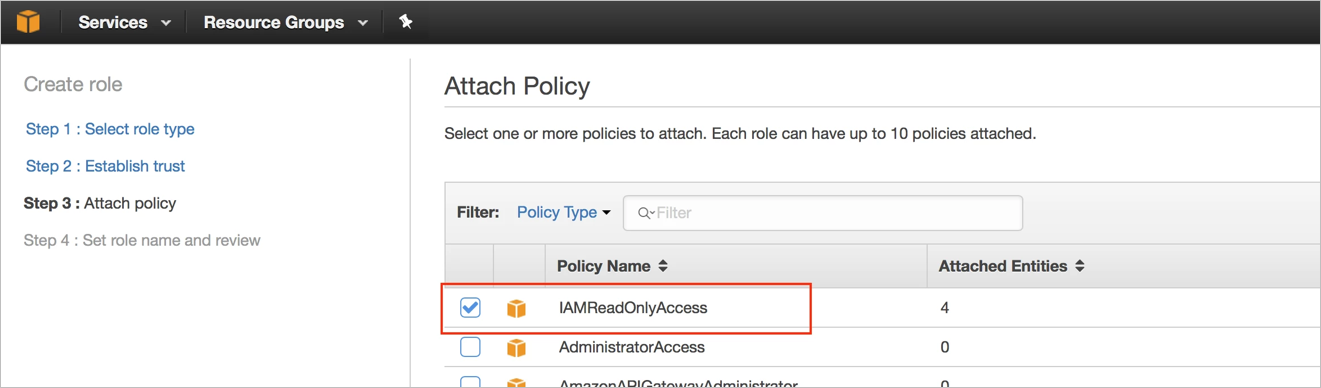 Services Resource Groups
Create role
Step 1 : Select role type
Step 2 : Establish trust
Step 3 : Attach policy
Step 4 : Set role name and review
Attach Policy
Select one or more policies to attach. Each role can have up to 10 policies attached.
Filter: Policy Type Filter
Policy Name Attached Entities
IAMReadOnlyAccess 4
AdministratorAccess 0
AmazonAPIGatewayAdministrator 0